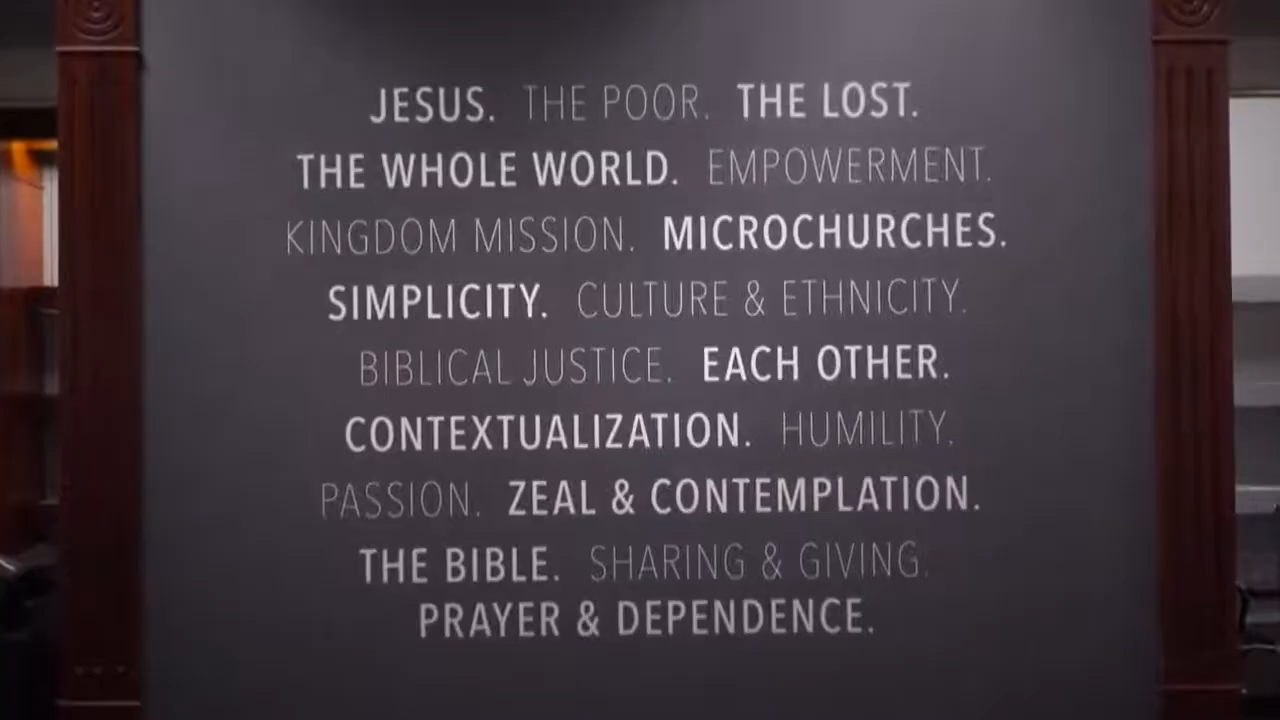 JESUS. THE POOR. THE LOST.
THE WHOLE WORLD. EMPOWERMENT.
KINGDOM MISSION. MICROCHURCHES.
SIMPLICITY. CULTURE & ETHNICITY.
BIBLICAL JUSTICE. EACH OTHER.
CONTEXTUALIZATION. HUMILITY.
PASSION. ZEAL & CONTEMPLATION.
THE BIBLE. SHARING & GIVING.
PRAYER & DEPENDENCE.